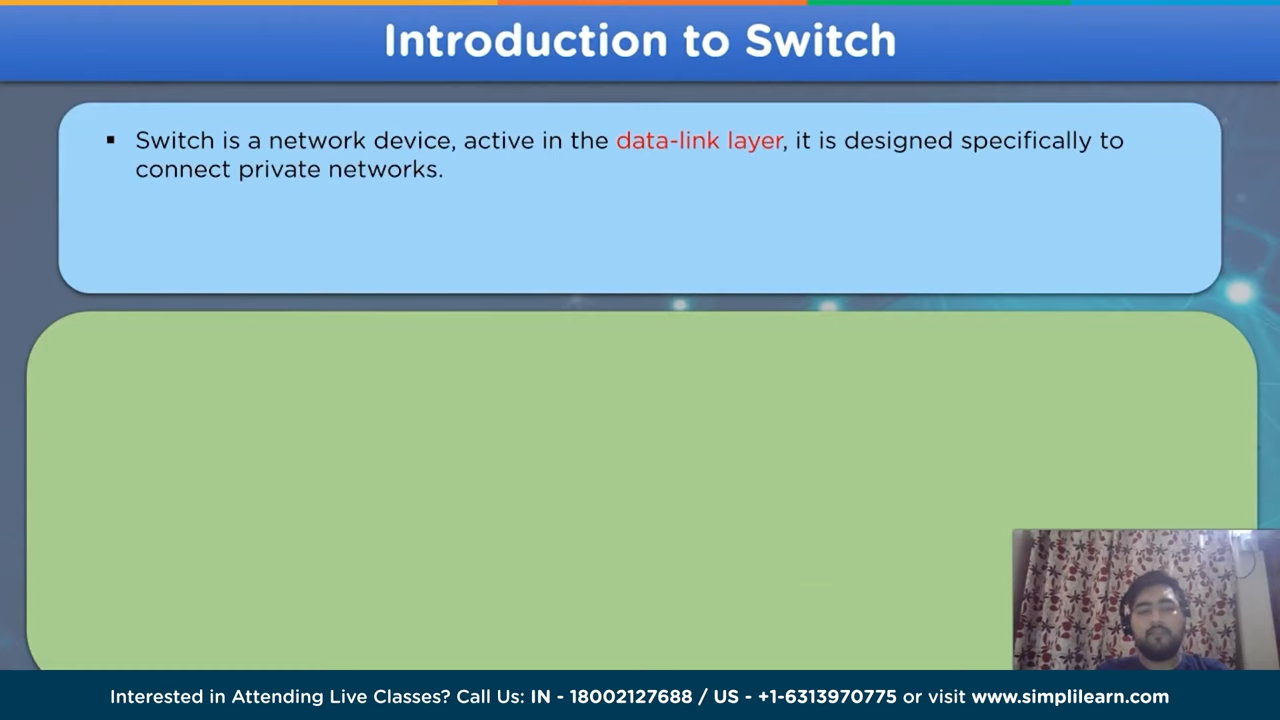 Introduction to Switch
▪ Switch is a network device, active in the data-link layer, it is designed specifically to
connect private networks.
Interested in Attending Live Classes? Call Us: IN - 18002127688 / US - +1-6313970775 or visit www.simplilearn.com